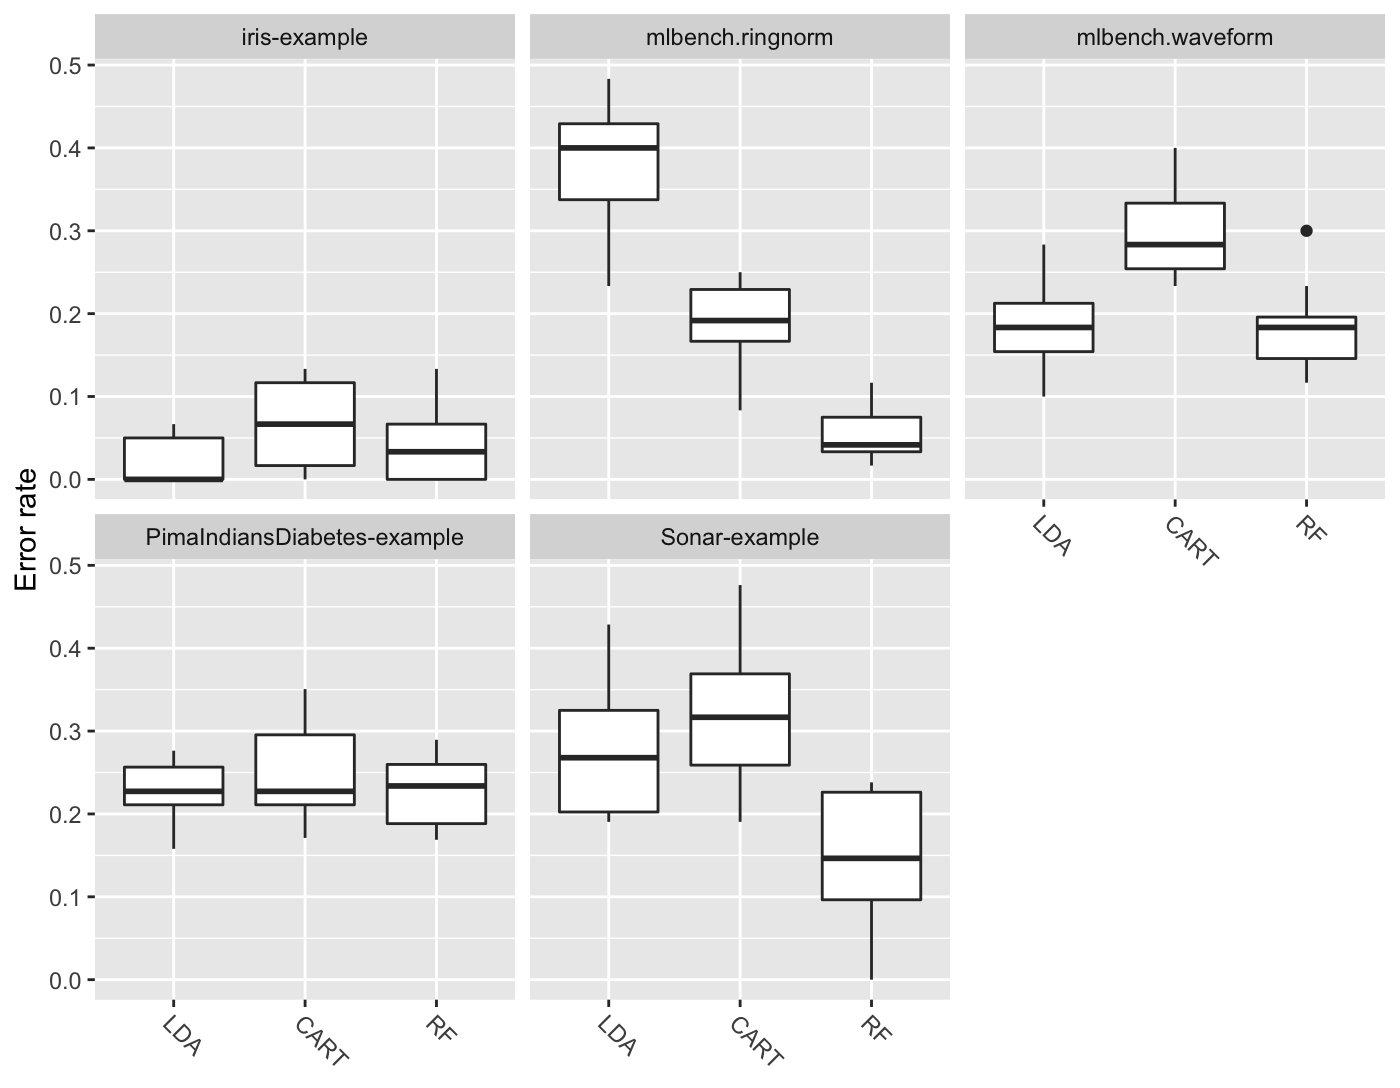 iris-example
mlbench.ringnorm
mlbench.waveform
0.5
0.4
0.3
0.2
0.1
0.0
LDA
CART
RF
Error rate
PimaIndiansDiabetes-example
Sonar-example
0.5
0.4
0.3
0.2
0.1
0.0
LDA
CART
RF
LDA
CART
RF